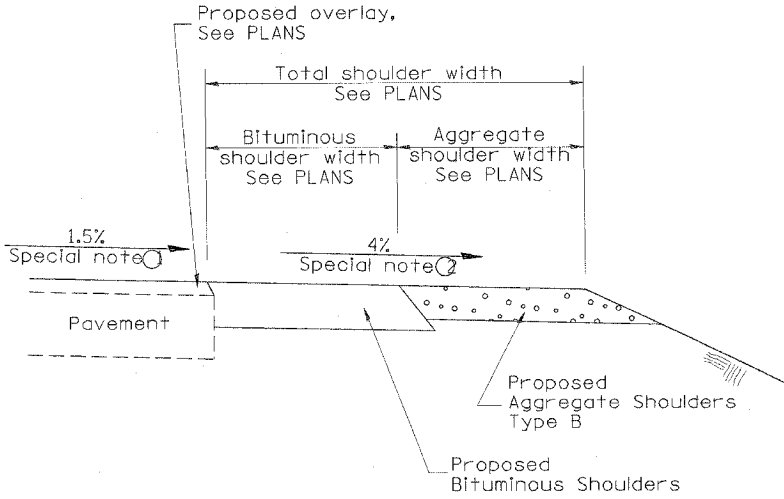 Proposed overlay,
See PLANS
Total shoulder width
See PLANS
Bituminous
shoulder width
See PLANS
Aggregate
shoulder width
See PLANS
1.5%
Special note 1
4%
Special note 2
Pavement
Proposed
Aggregate Shoulders
Type B
Proposed
Bituminous Shoulders